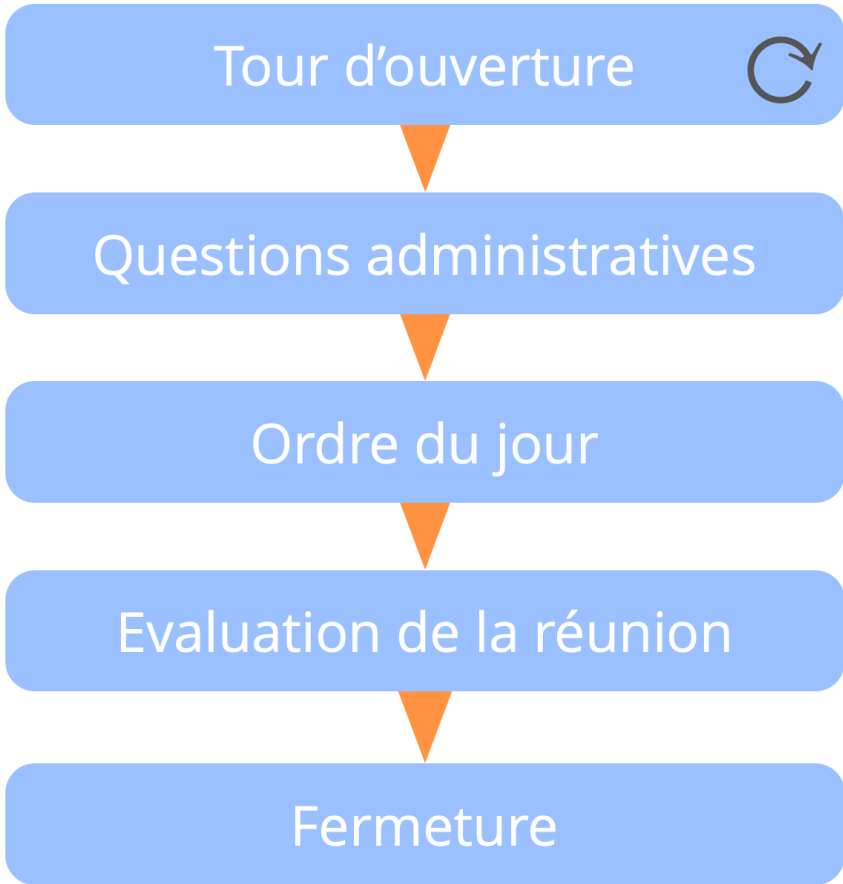 Tour d’ouverture
Questions administratives
Ordre du jour
Evaluation de la réunion
Fermeture